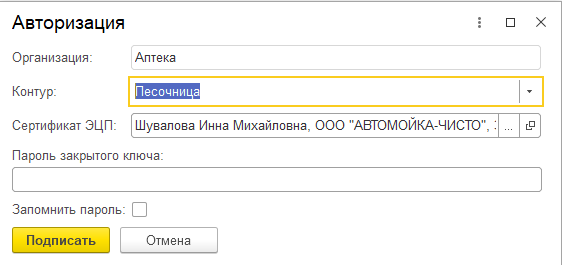 Авторизация
Организация: Аптека
Контур: Песочница
Сертификат ЭЦП: Шувалова Инна Михайловна, ООО "АВТОМОЙКА-ЧИСТО", ...
Пароль закрытого ключа:
Запомнить пароль:
Подписать Отмена